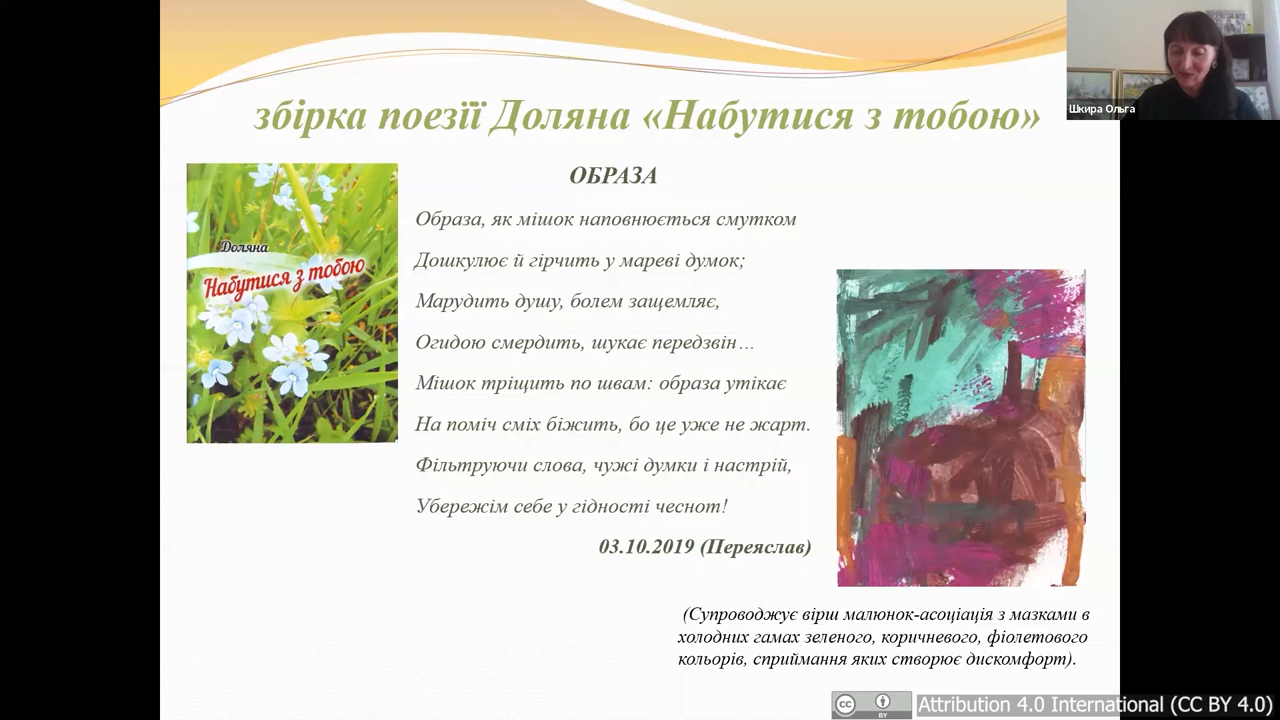 Шкира Ольга
збірка поезії Доляна «Набутися з тобою»
Доляна
Набутися з тобою
ОБРАЗА
Образа, як мішок наповнюється смутком
Дошкулює й гірчить у мареві думок;
Марудить душу, болем защемляє,
Огидою смердить, шукає передзвін…
Мішок тріщить по швам: образа утікає
На поміч сміх біжить, бо це уже не жарт.
Фільтруючи слова, чужі думки і настрій,
Убережім себе у гідності чеснот!
03.10.2019 (Переяслав)
(Супроводжує вірш малюнок-асоціація з мазками в
холодних гамах зеленого, коричневого, фіолетового
кольорів, сприймання яких створює дискомфорт).
cc BY Attribution 4.0 International (CC BY 4.0)